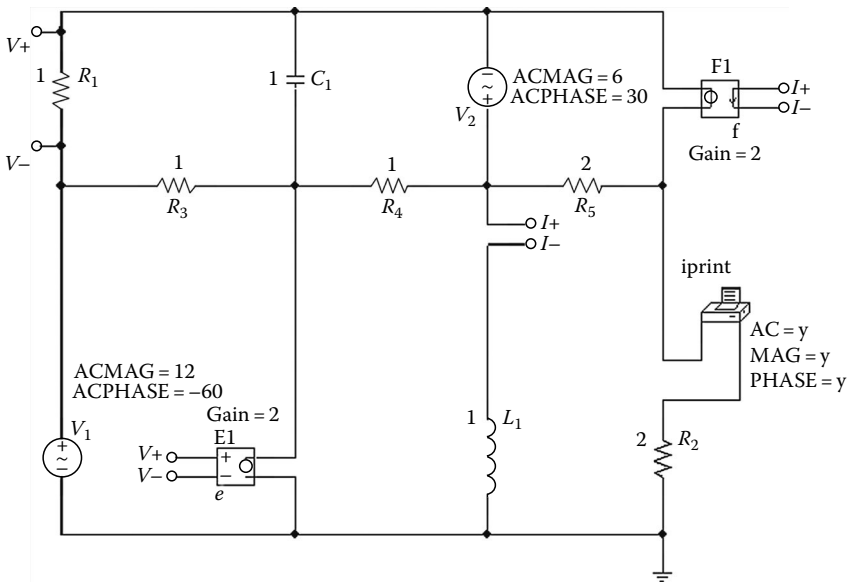 V+
1 R₁
V−
1 C₁
−
~
+
V₂
ACMAG = 6
ACPHASE = 30
F1
I+
I−
f
Gain = 2
1
R₃
1
R₄
2
R₅
I+
I−
iprint
AC = y
MAG = y
PHASE = y
ACMAG = 12
ACPHASE = −60
Gain = 2
E1
V₁
+
~
−
V+
V−
+
−
e
1 L₁
2 R₂